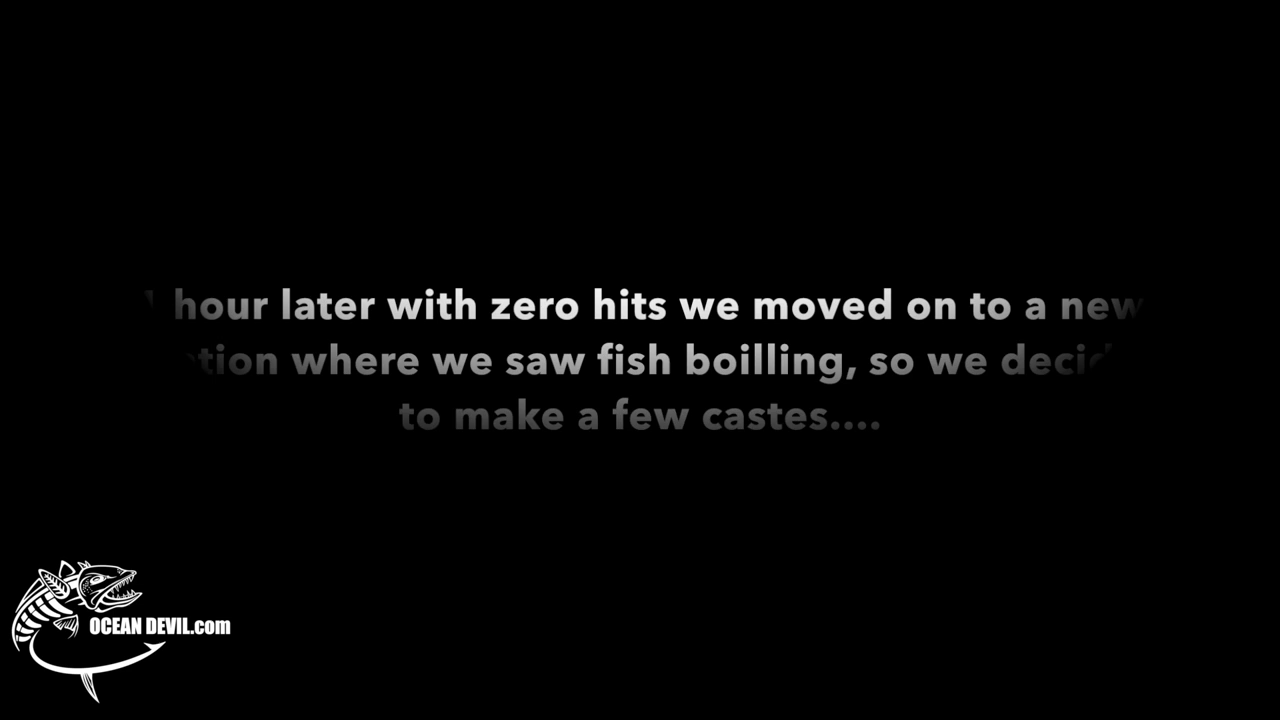 1 hour later with zero hits we moved on to a new
where we saw fish boilling, so we
to make a few castes....
OCEAN DEVIL.com